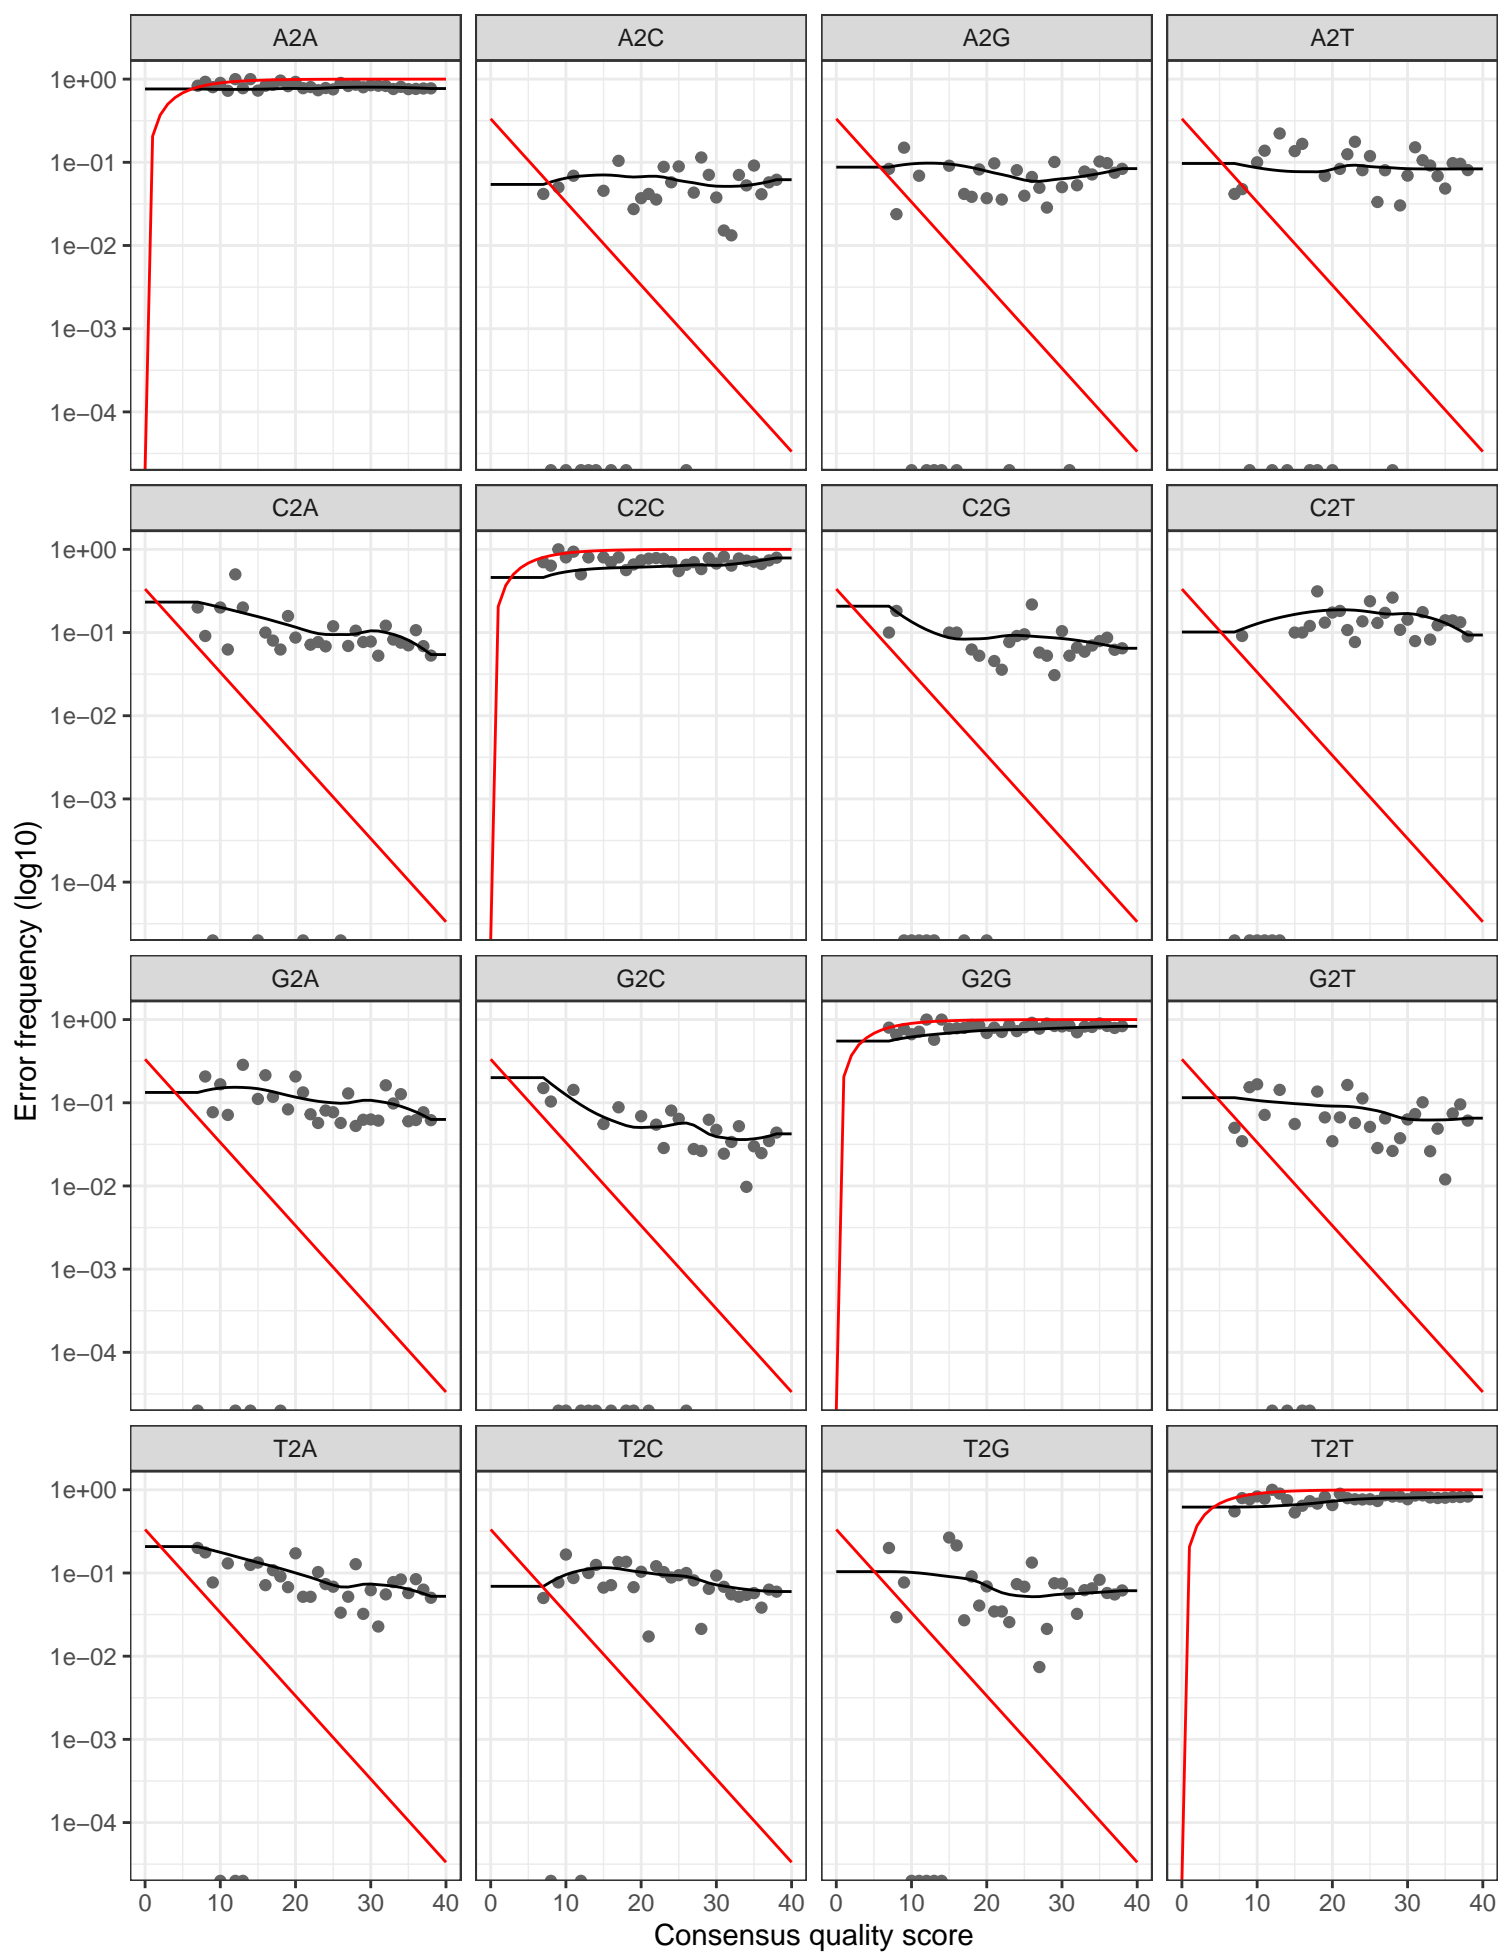 A2A A2C A2G A2T
1e+00
1e−01
1e−02
1e−03
1e−04
C2A C2C C2G C2T
1e+00
1e−01
1e−02
1e−03
1e−04
G2A G2C G2G G2T
1e+00
1e−01
1e−02
1e−03
1e−04
T2A T2C T2G T2T
1e+00
1e−01
1e−02
1e−03
1e−04
0 10 20 30 40 0 10 20 30 40 0 10 20 30 40 0 10 20 30 40
Consensus quality score
Error frequency (log10)